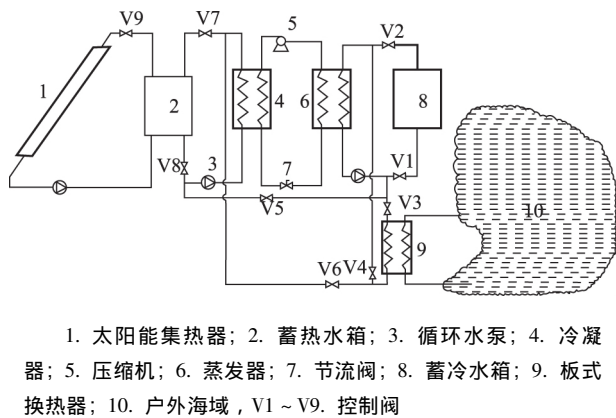 V9
V7
5
V2
1
2
4
6
8
V8
3
7
V1
V5
V3
10
9
V6
V4
1. 太阳能集热器；2. 蓄热水箱；3. 循环水泵；4. 冷凝
器；5. 压缩机；6. 蒸发器；7. 节流阀；8. 蓄冷水箱；9. 板式
换热器；10. 户外海域，V1 ~ V9. 控制阀